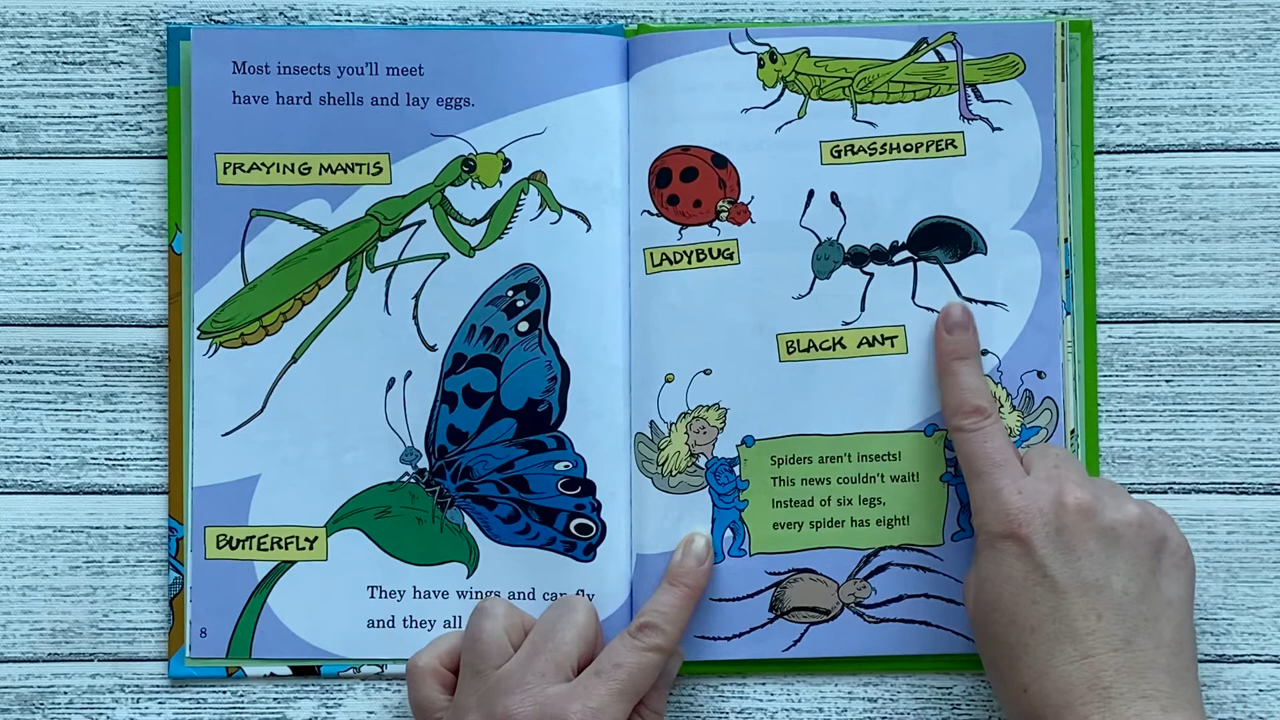 Most insects you'll meet
have hard shells and lay eggs.
PRAYING MANTIS
BUTTERFLY
They have wings and can fly
and they all
8
GRASSHOPPER
LADYBUG
BLACK ANT
Spiders aren't insects!
This news couldn't wait!
Instead of six legs,
every spider has eight!